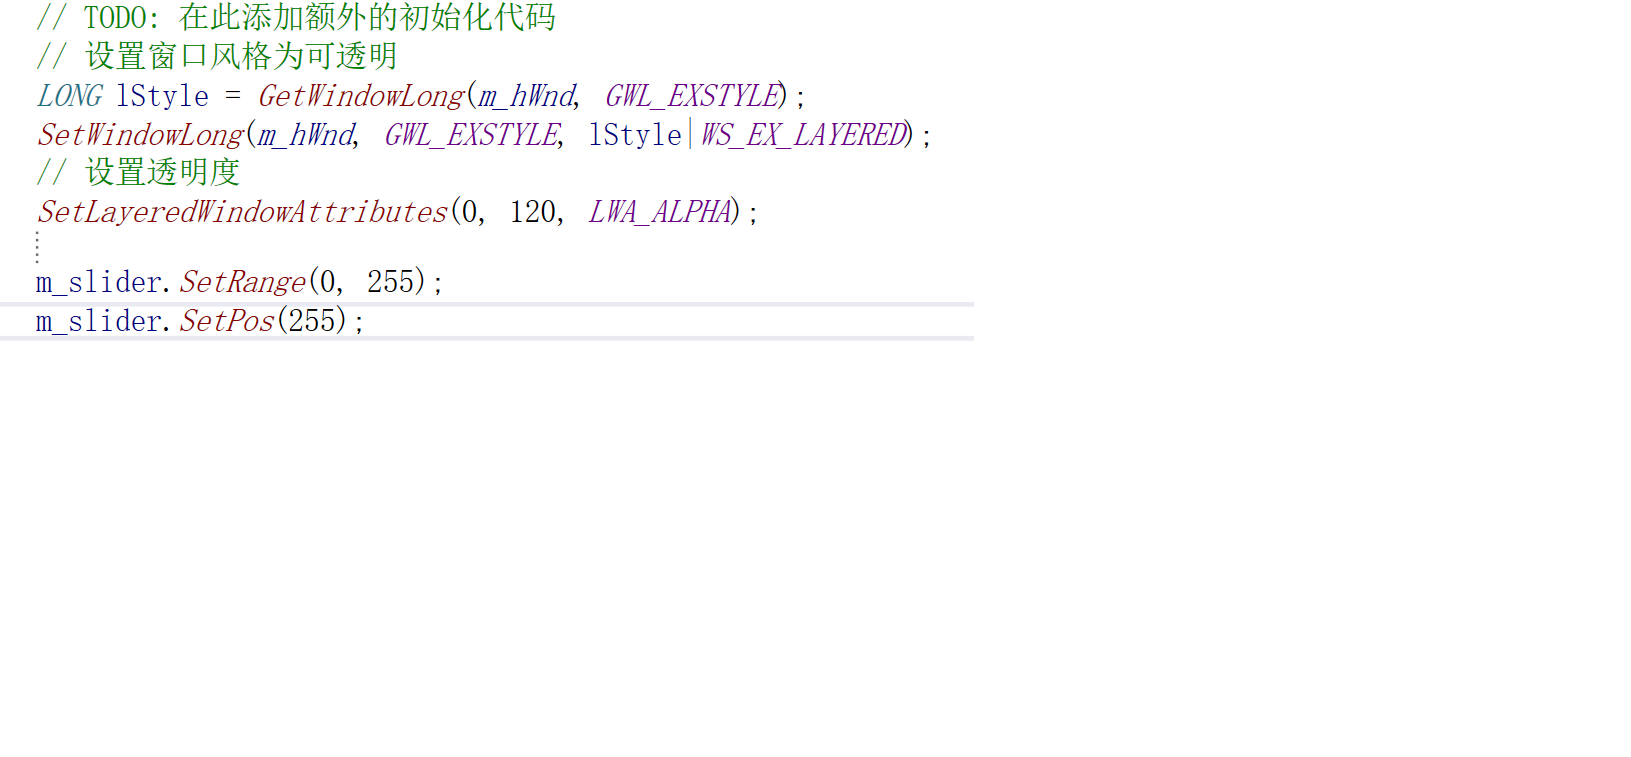 // TODO: 在此添加额外的初始化代码
// 设置窗口风格为可透明
LONG lStyle = GetWindowLong(m_hWnd, GWL_EXSTYLE);
SetWindowLong(m_hWnd, GWL_EXSTYLE, lStyle|WS_EX_LAYERED);
// 设置透明度
SetLayeredWindowAttributes(0, 120, LWA_ALPHA);
m_slider.SetRange(0, 255);
m_slider.SetPos(255);